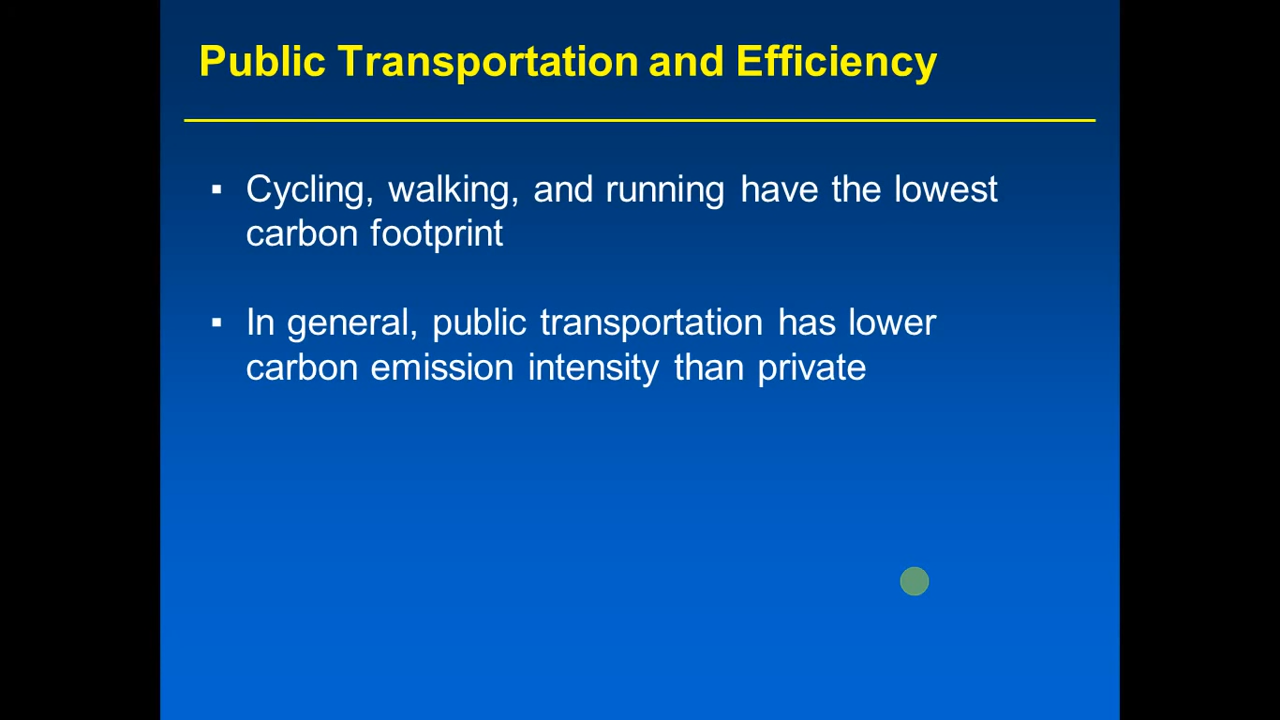 Public Transportation and Efficiency
▪ Cycling, walking, and running have the lowest
carbon footprint
▪ In general, public transportation has lower
carbon emission intensity than private